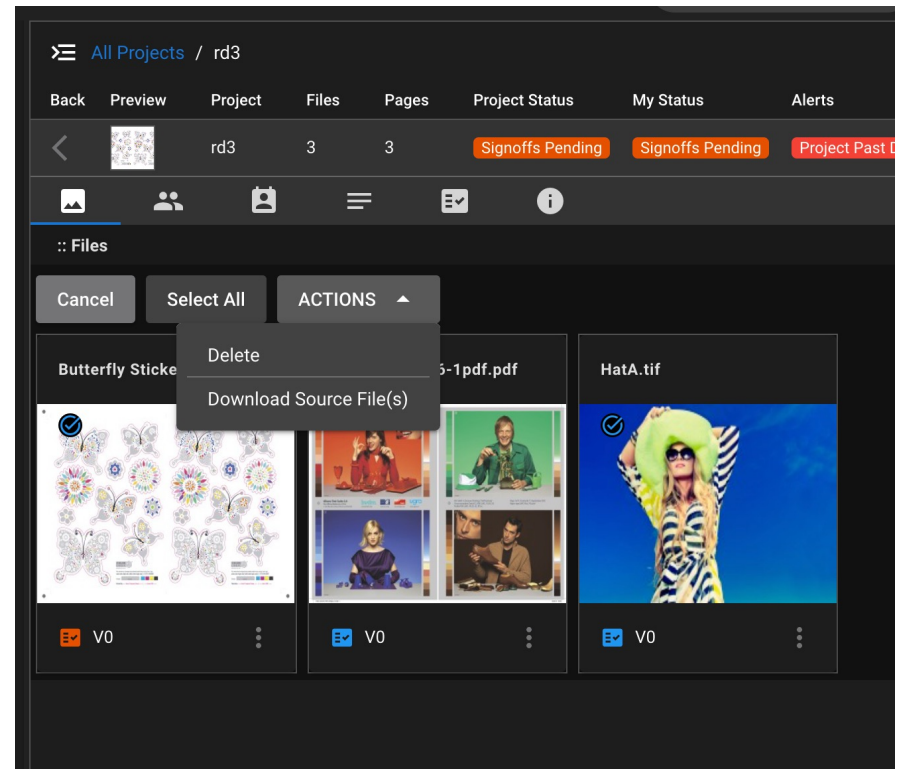 All Projects / rd3
Back Preview Project Files Pages Project Status My Status Alerts
rd3 3 3 Signoffs Pending Signoffs Pending Project Past
:: Files
Cancel Select All ACTIONS
Delete
Download Source File(s)
Butterfly Sticke 6-1pdf.pdf HatA.tif
V0 V0 V0